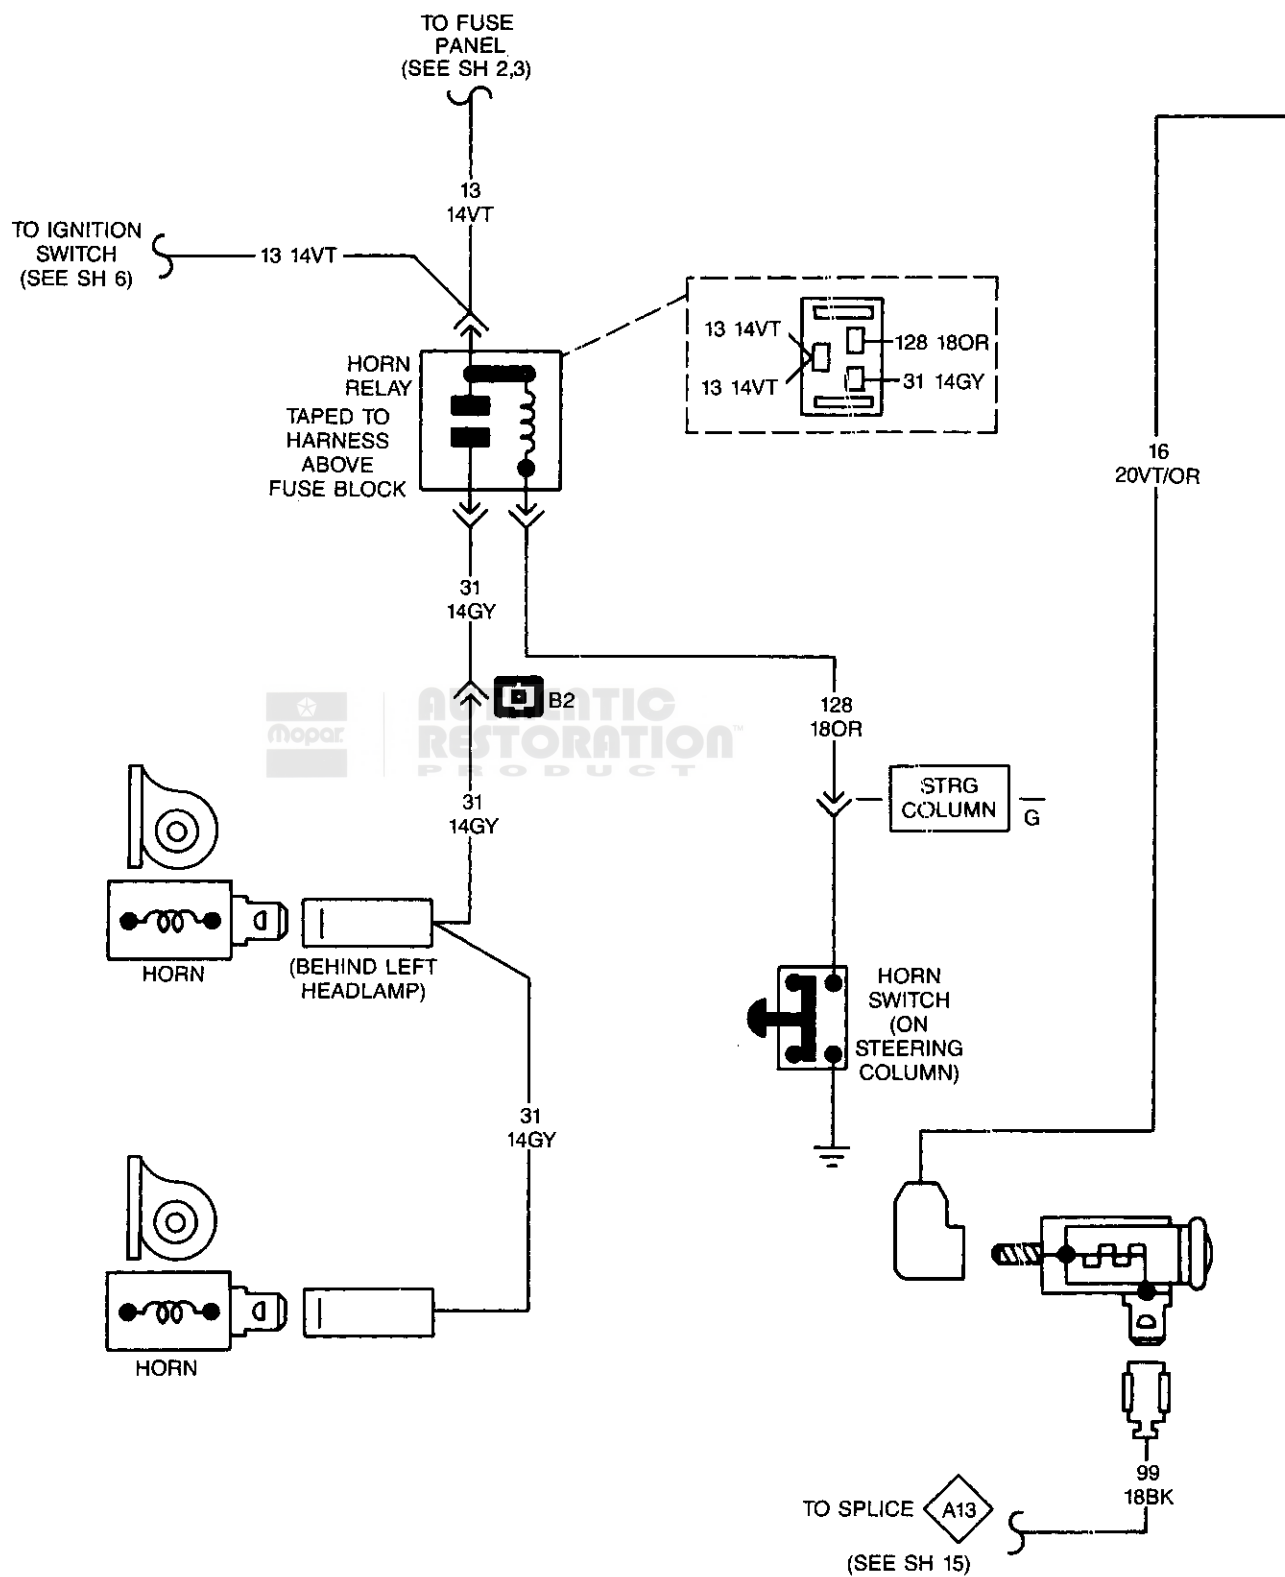 TO FUSE
PANEL
(SEE SH 2,3)
13
14VT
TO IGNITION
SWITCH
(SEE SH 6)
13 14VT
HORN
RELAY
TAPED TO
HARNESS
ABOVE
FUSE BLOCK
13 14VT
13 14VT
128 18OR
31 14GY
16
20VT/OR
31
14GY
B2
Mopar
AUTHENTIC
RESTORATION™
PRODUCT
128
18OR
STRG
COLUMN
G
31
14GY
HORN
(BEHIND LEFT
HEADLAMP)
HORN
SWITCH
(ON
STEERING
COLUMN)
31
14GY
HORN
99
18BK
TO SPLICE
A13
(SEE SH 15)